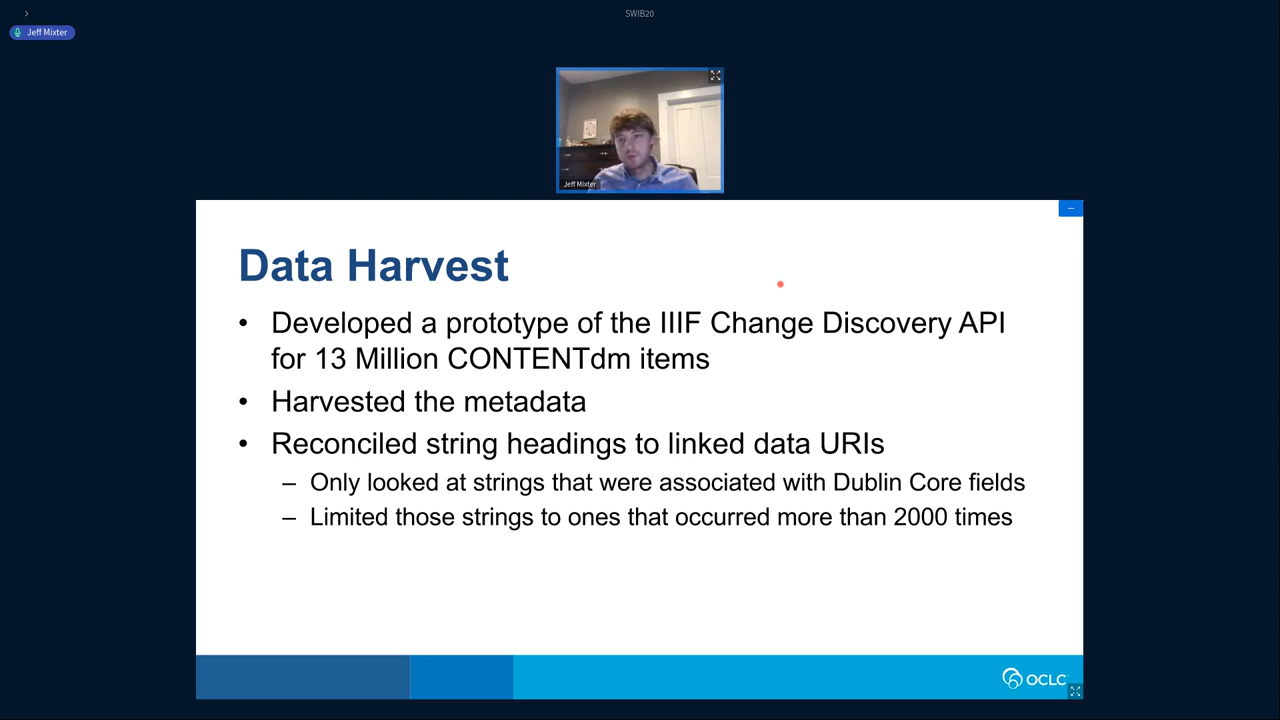 SWIB20
Jeff Mixter
Jeff Mixter
Data Harvest
• Developed a prototype of the IIIF Change Discovery API
for 13 Million CONTENTdm items
• Harvested the metadata
• Reconciled string headings to linked data URIs
– Only looked at strings that were associated with Dublin Core fields
– Limited those strings to ones that occurred more than 2000 times
OCLC